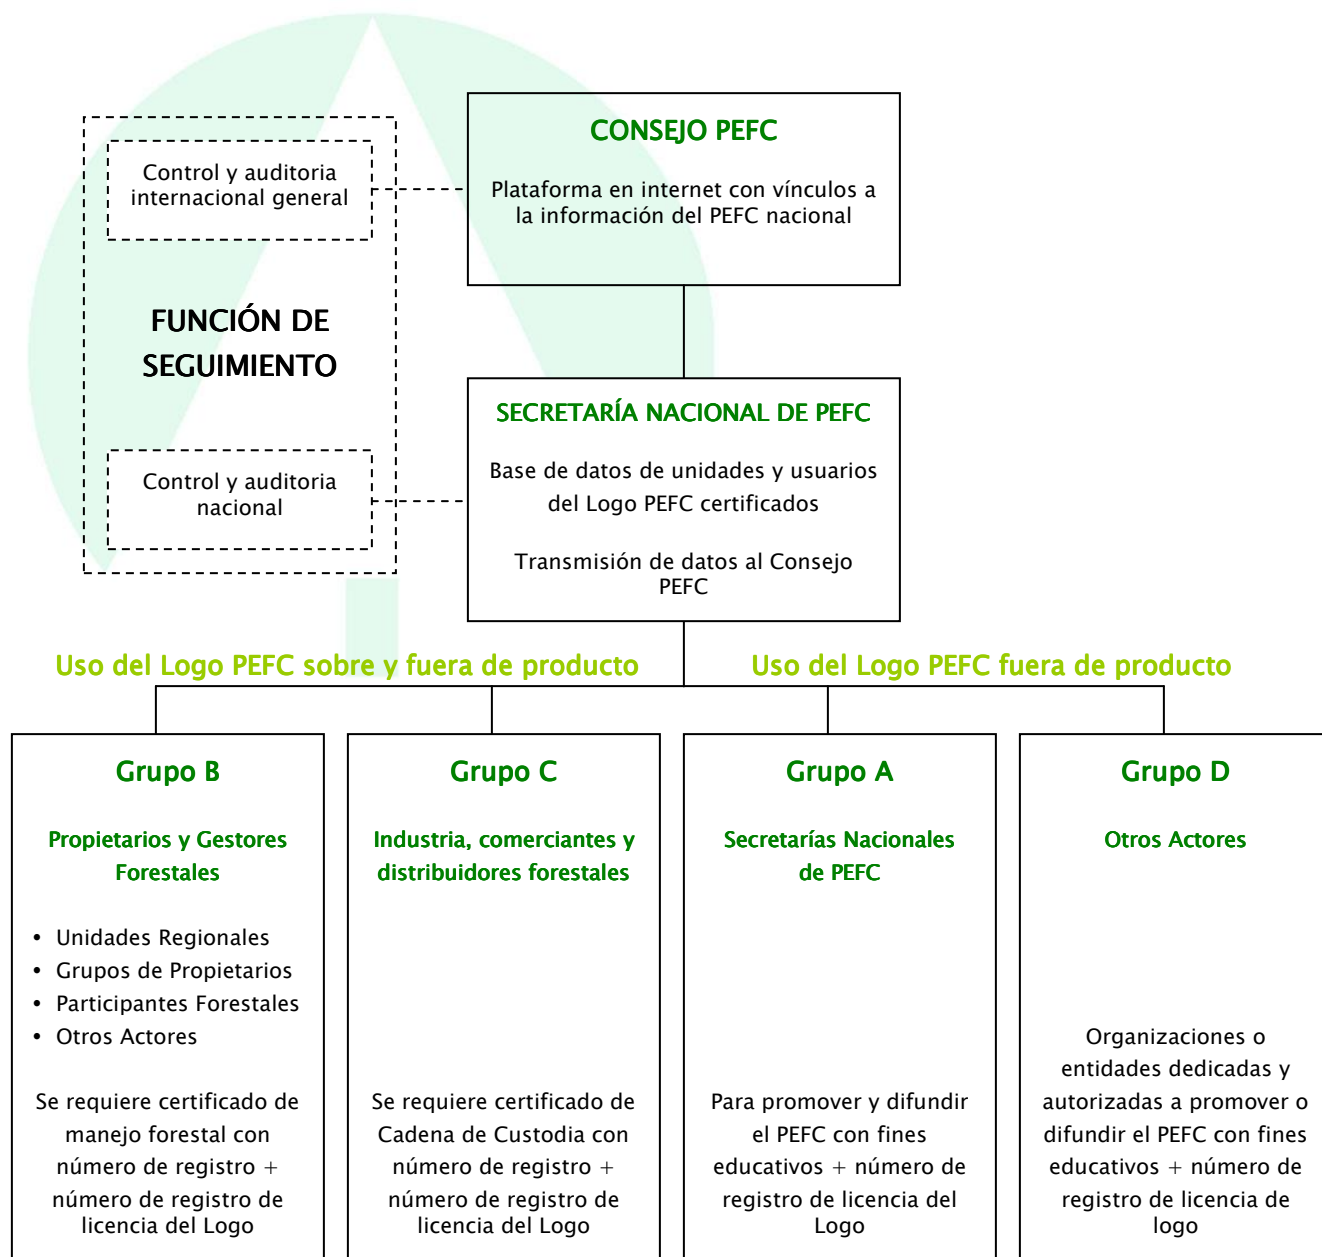 CONSEJO PEFC
Plataforma en internet con vínculos a
la información del PEFC nacional
Control y auditoria
internacional general
FUNCIÓN DE
SEGUIMIENTO
Control y auditoria
nacional
SECRETARÍA NACIONAL DE PEFC
Base de datos de unidades y usuarios
del Logo PEFC certificados
Transmisión de datos al Consejo
PEFC
Uso del Logo PEFC sobre y fuera de producto
Uso del Logo PEFC fuera de producto
Grupo B
Propietarios y Gestores
Forestales
• Unidades Regionales
• Grupos de Propietarios
• Participantes Forestales
• Otros Actores
Se requiere certificado de
manejo forestal con
número de registro +
número de registro de
licencia del Logo
Grupo C
Industria, comerciantes y
distribuidores forestales
Se requiere certificado de
Cadena de Custodia con
número de registro +
número de registro de
licencia del Logo
Grupo A
Secretarías Nacionales
de PEFC
Para promover y difundir
el PEFC con fines
educativos + número de
registro de licencia del
Logo
Grupo D
Otros Actores
Organizaciones o
entidades dedicadas y
autorizadas a promover o
difundir el PEFC con fines
educativos + número de
registro de licencia de
logo